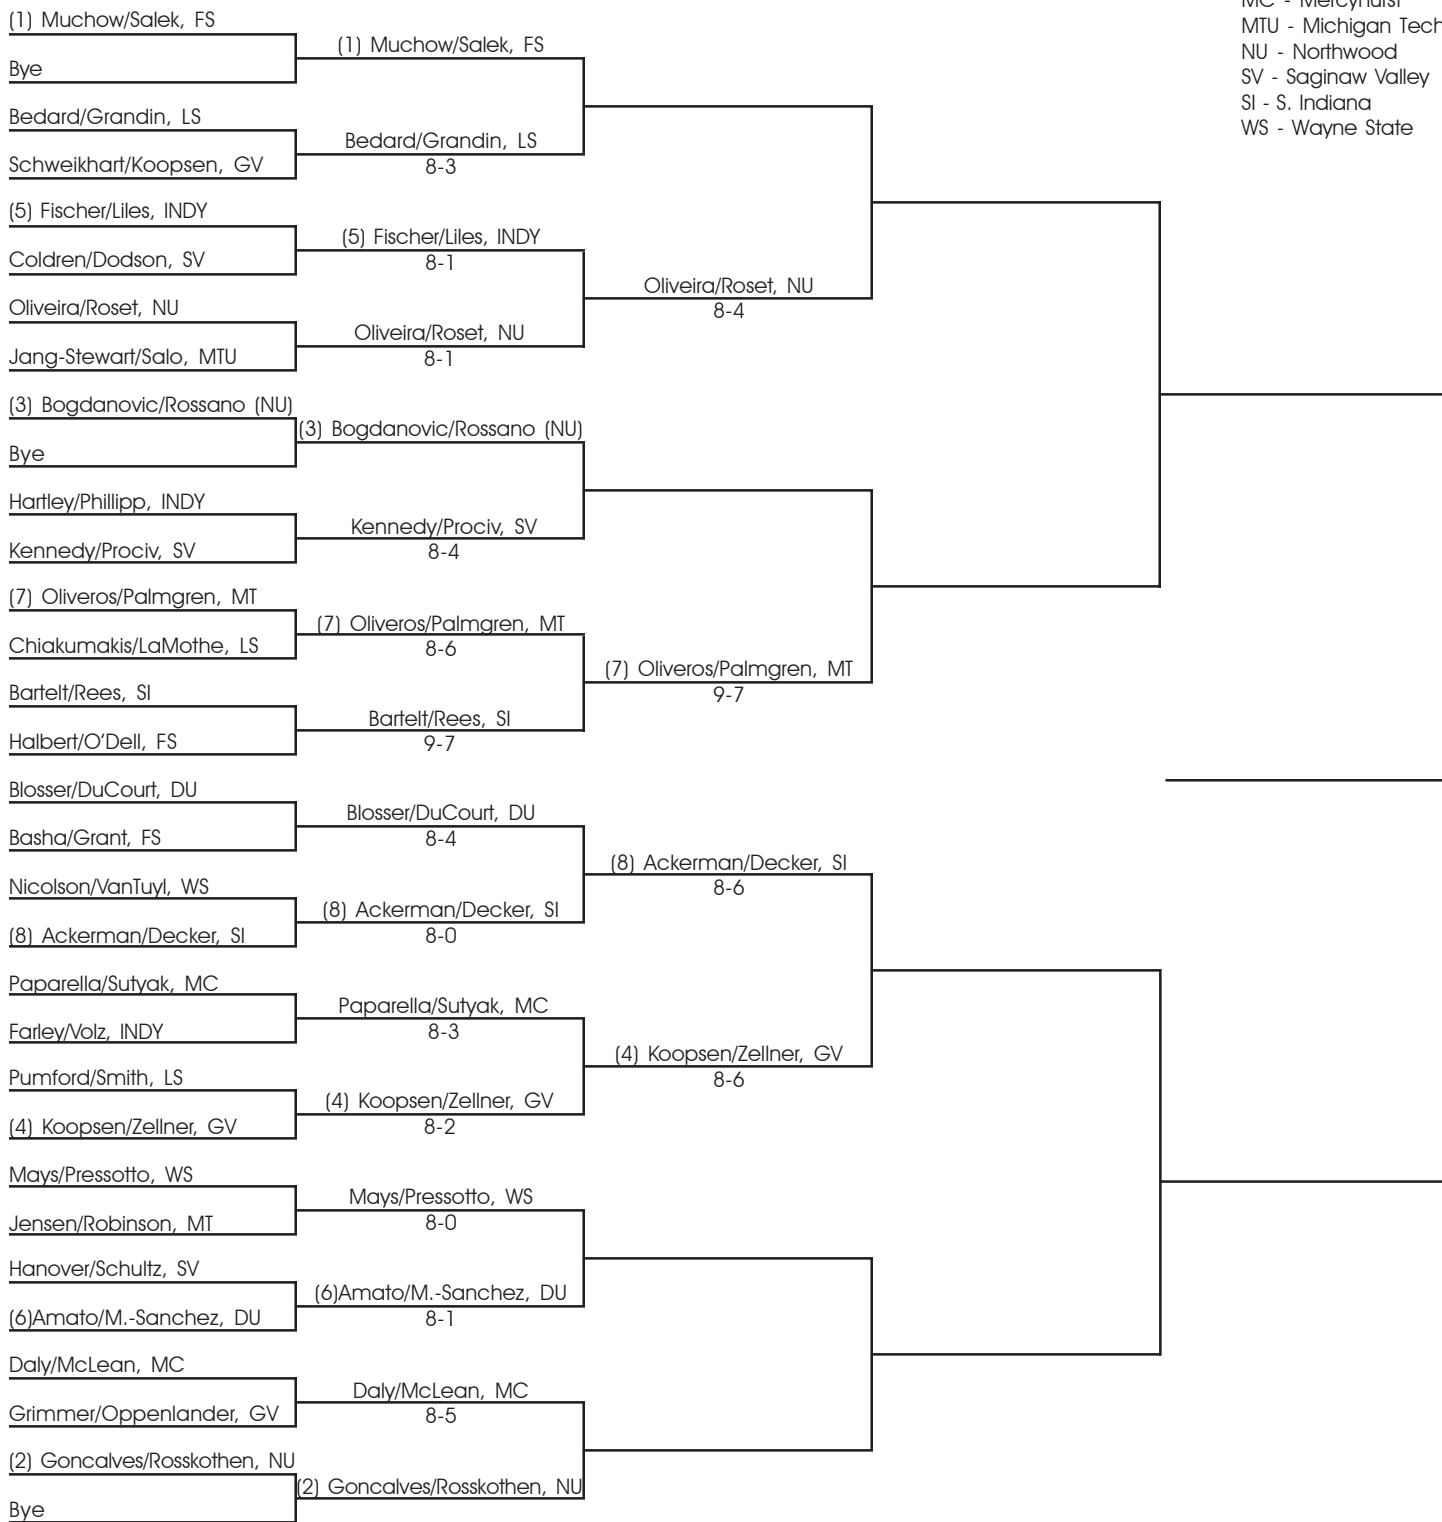 (1) Muchow/Salek, FS
Bye
Bedard/Grandin, LS
Schweikhart/Koopsen, GV
(5) Fischer/Liles, INDY
Coldren/Dodson, SV
Oliveira/Roset, NU
Jang-Stewart/Salo, MTU
(3) Bogdanovic/Rossano (NU)
Bye
Hartley/Phillipp, INDY
Kennedy/Prociv, SV
(7) Oliveros/Palmgren, MT
Chiakumakis/LaMothe, LS
Bartelt/Rees, SI
Halbert/O'Dell, FS
Blosser/DuCourt, DU
Basha/Grant, FS
Nicolson/VanTuyl, WS
(8) Ackerman/Decker, SI
Paparella/Sutyak, MC
Farley/Volz, INDY
Pumford/Smith, LS
(4) Koopsen/Zellner, GV
Mays/Pressotto, WS
Jensen/Robinson, MT
Hanover/Schultz, SV
(6)Amato/M.-Sanchez, DU
Daly/McLean, MC
Grimmer/Oppenlander, GV
(2) Goncalves/Rosskothen, NU
Bye
(1) Muchow/Salek, FS
Bedard/Grandin, LS
8-3
(5) Fischer/Liles, INDY
8-1
Oliveira/Roset, NU
8-1
(3) Bogdanovic/Rossano (NU)
Kennedy/Prociv, SV
8-4
(7) Oliveros/Palmgren, MT
8-6
Bartelt/Rees, SI
9-7
Blosser/DuCourt, DU
8-4
(8) Ackerman/Decker, SI
8-0
Paparella/Sutyak, MC
8-3
(4) Koopsen/Zellner, GV
8-2
Mays/Pressotto, WS
8-0
(6)Amato/M.-Sanchez, DU
8-1
Daly/McLean, MC
8-5
(2) Goncalves/Rosskothen, NU
Oliveira/Roset, NU
8-4
(7) Oliveros/Palmgren, MT
9-7
(8) Ackerman/Decker, SI
8-6
(4) Koopsen/Zellner, GV
8-6
MC - Mercyhurst
MTU - Michigan Tech
NU - Northwood
SV - Saginaw Valley
SI - S. Indiana
WS - Wayne State